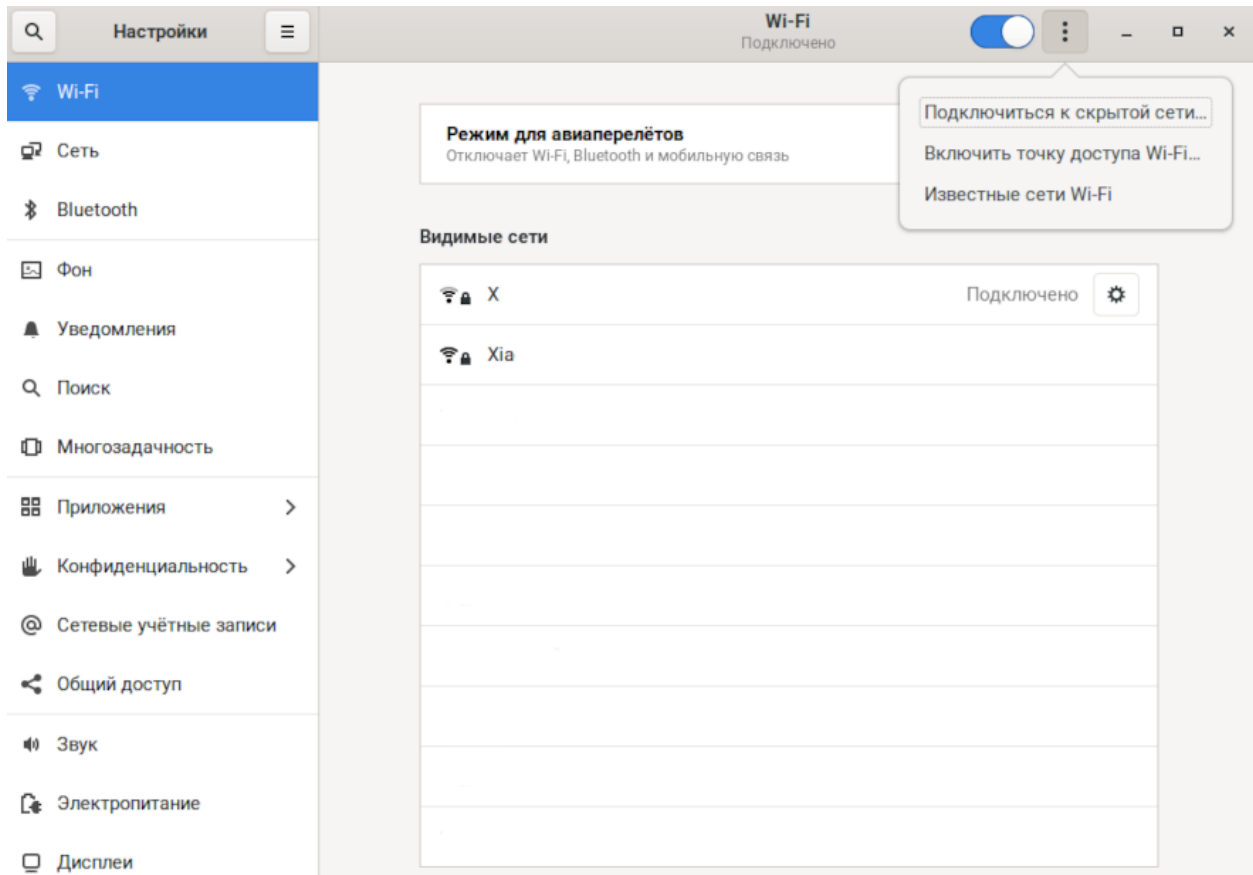 Настройки
Wi-Fi
Подключено
Wi-Fi
Сеть
Bluetooth
Фон
Уведомления
Поиск
Многозадачность
Приложения
Конфиденциальность
Сетевые учётные записи
Общий доступ
Звук
Электропитание
Дисплеи
Режим для авиаперелётов
Отключает Wi-Fi, Bluetooth и мобильную связь
Подключиться к скрытой сети...
Включить точку доступа Wi-Fi...
Известные сети Wi-Fi
Видимые сети
X Подключено
Xia